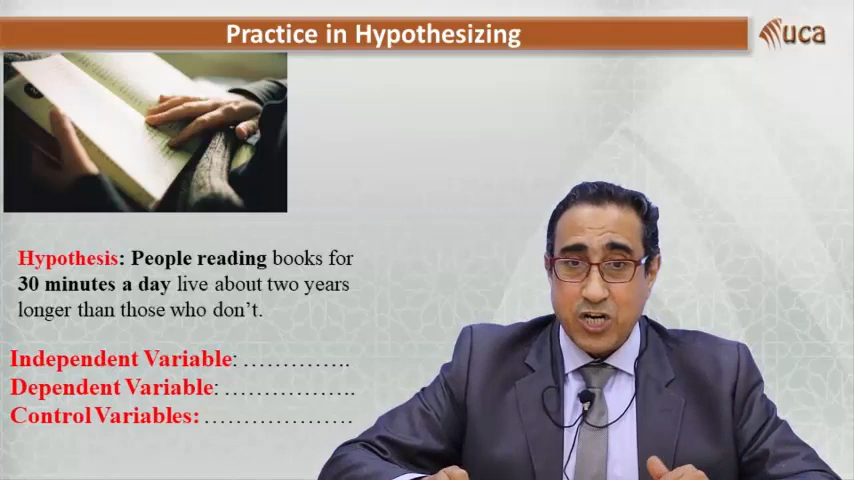 Practice in Hypothesizing
uca
Hypothesis: People reading books for
30 minutes a day live about two years
longer than those who don’t.
Independent Variable: …………..
Dependent Variable: ……………..
Control Variables: …………………